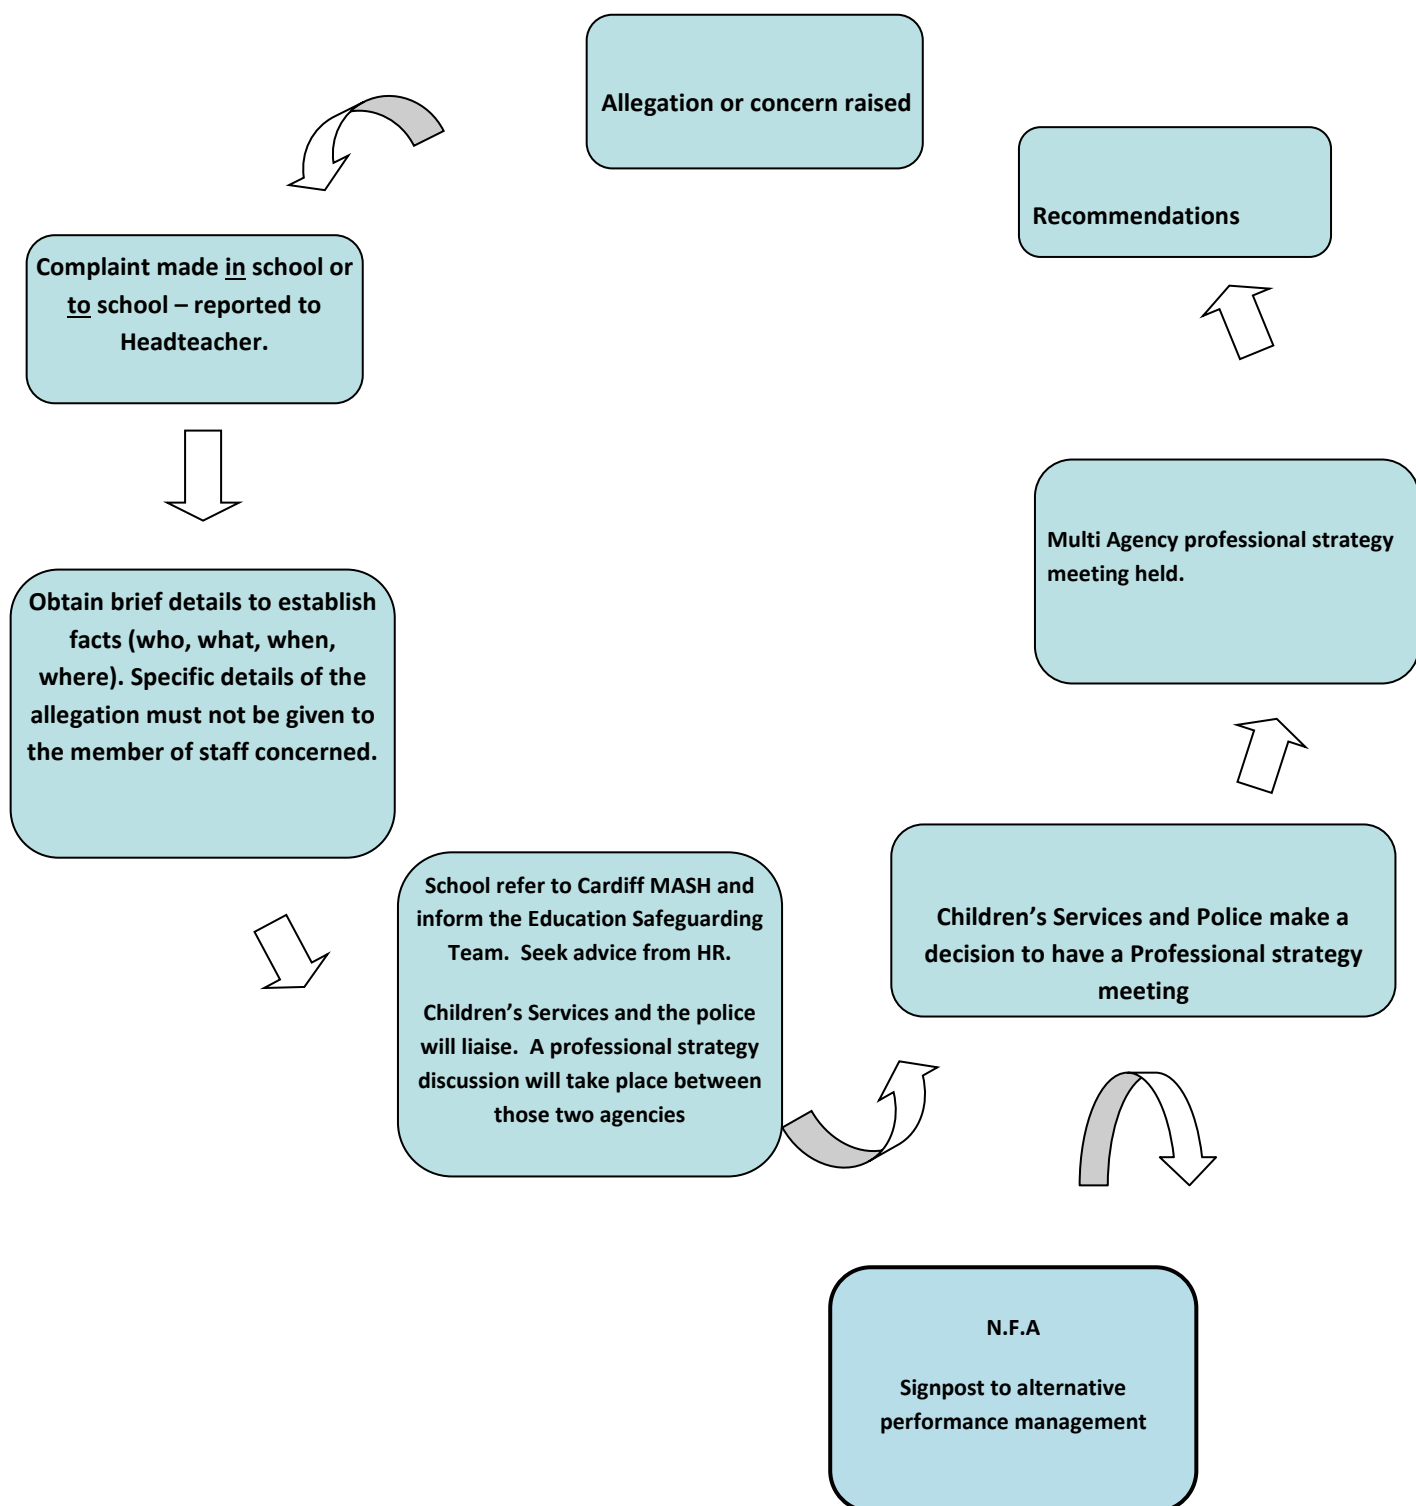 Allegation or concern raised
Complaint made in school or
to school – reported to
Headteacher.
Obtain brief details to establish
facts (who, what, when,
where). Specific details of the
allegation must not be given to
the member of staff concerned.
School refer to Cardiff MASH and
inform the Education Safeguarding
Team.  Seek advice from HR.
Children’s Services and the police
will liaise.  A professional strategy
discussion will take place between
those two agencies
Children’s Services and Police make a
decision to have a Professional strategy
meeting
N.F.A
Signpost to alternative
performance management
Multi Agency professional strategy
meeting held.
Recommendations